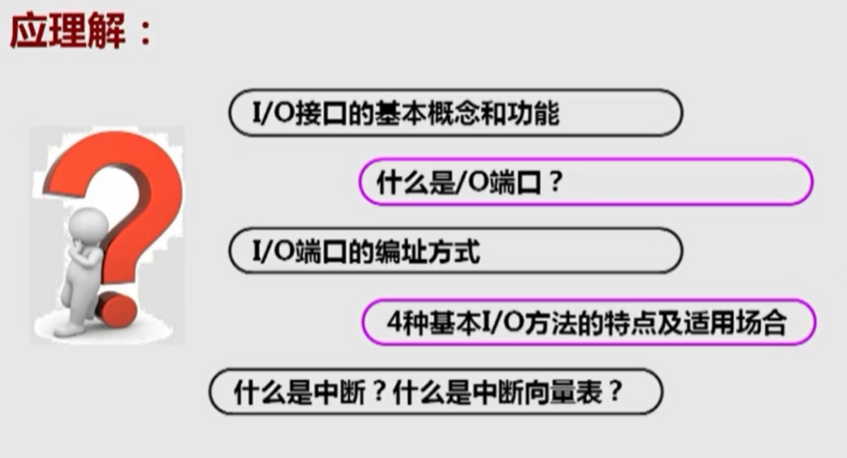 应理解：
I/O接口的基本概念和功能
什么是/O端口？
I/O端口的编址方式
4种基本I/O方法的特点及适用场合
什么是中断？什么是中断向量表？